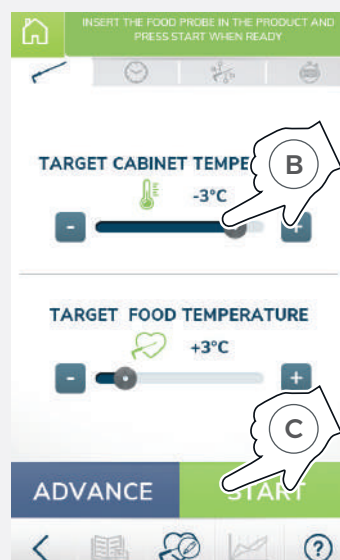 INSERT THE FOOD PROBE IN THE PRODUCT AND
PRESS START WHEN READY
TARGET CABINET TEMPE
B
-3°C
-
+
TARGET FOOD TEMPERATURE
+3°C
-
+
C
ADVANCE
START
?